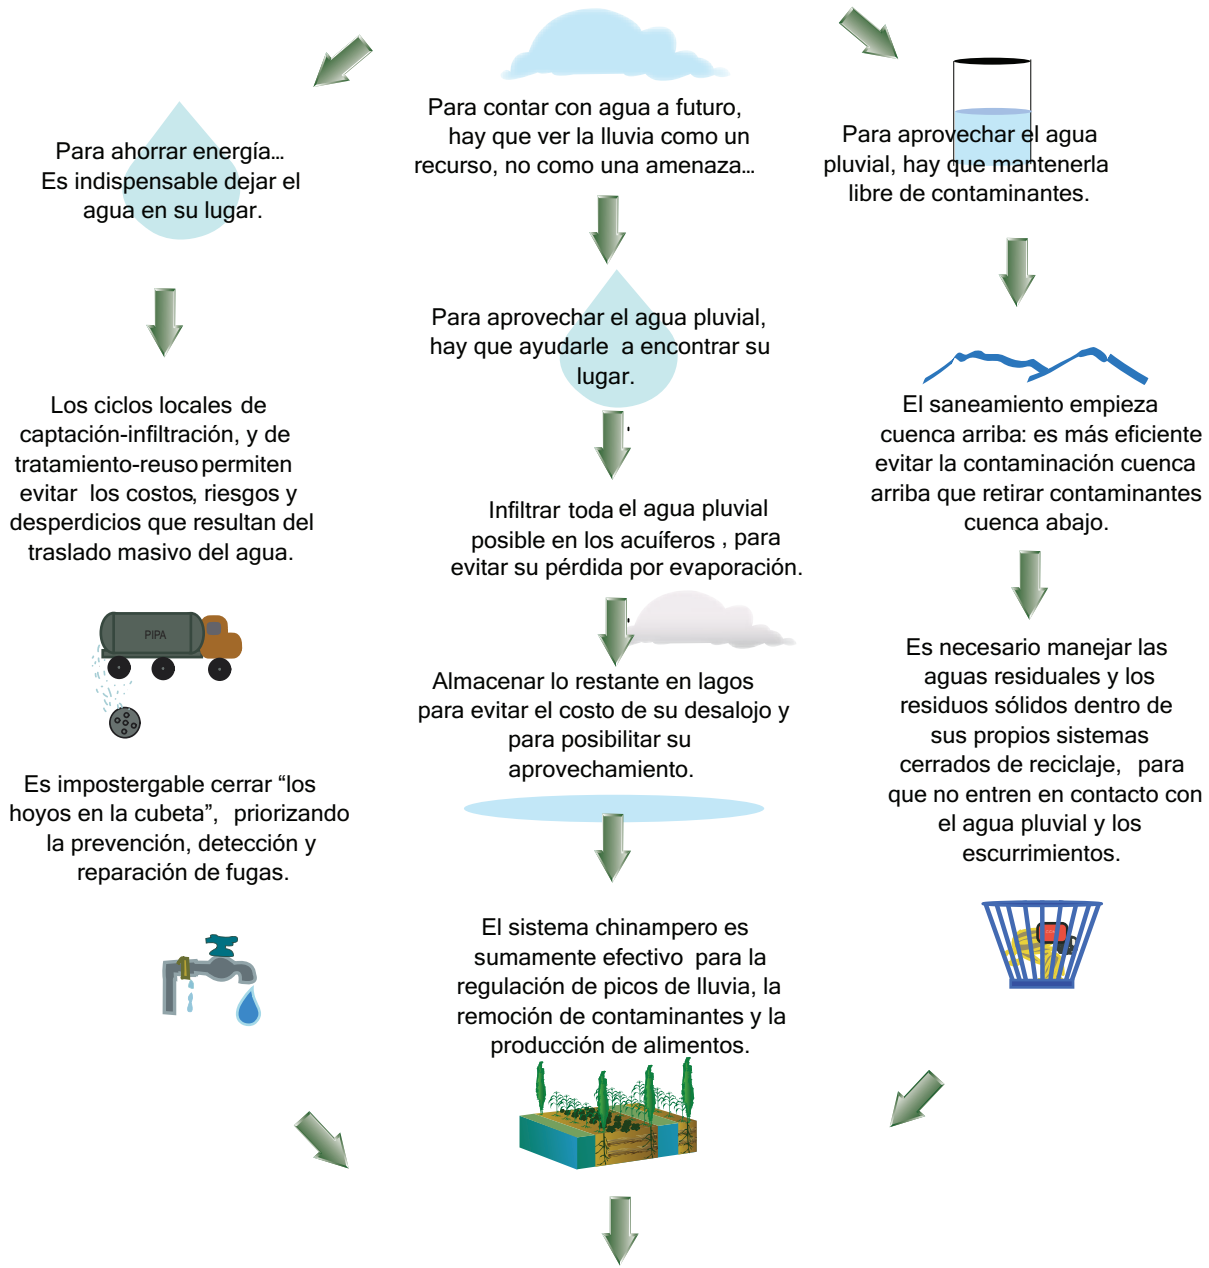 Para ahorrar energía...
Es indispensable dejar el
agua en su lugar.
Los ciclos locales de
captación-infiltración, y de
tratamiento-reuso permiten
evitar los costos, riesgos y
desperdicios que resultan del
traslado masivo del agua.
PIPA
Es impostergable cerrar “los
hoyos en la cubeta”, priorizando
la prevención, detección y
reparación de fugas.
Para contar con agua a futuro,
hay que ver la lluvia como un
recurso, no como una amenaza...
Para aprovechar el agua pluvial,
hay que ayudarle a encontrar su
lugar.
Infiltrar toda el agua pluvial
posible en los acuíferos , para
evitar su pérdida por evaporación.
Almacenar lo restante en lagos
para evitar el costo de su desalojo y
para posibilitar su
aprovechamiento.
El sistema chinampero es
sumamente efectivo para la
regulación de picos de lluvia, la
remoción de contaminantes y la
producción de alimentos.
Para aprovechar el agua
pluvial, hay que mantenerla
libre de contaminantes.
El saneamiento empieza
cuenca arriba: es más eficiente
evitar la contaminación cuenca
arriba que retirar contaminantes
cuenca abajo.
Es necesario manejar las
aguas residuales y los
residuos sólidos dentro de
sus propios sistemas
cerrados de reciclaje, para
que no entren en contacto con
el agua pluvial y los
escurrimientos.